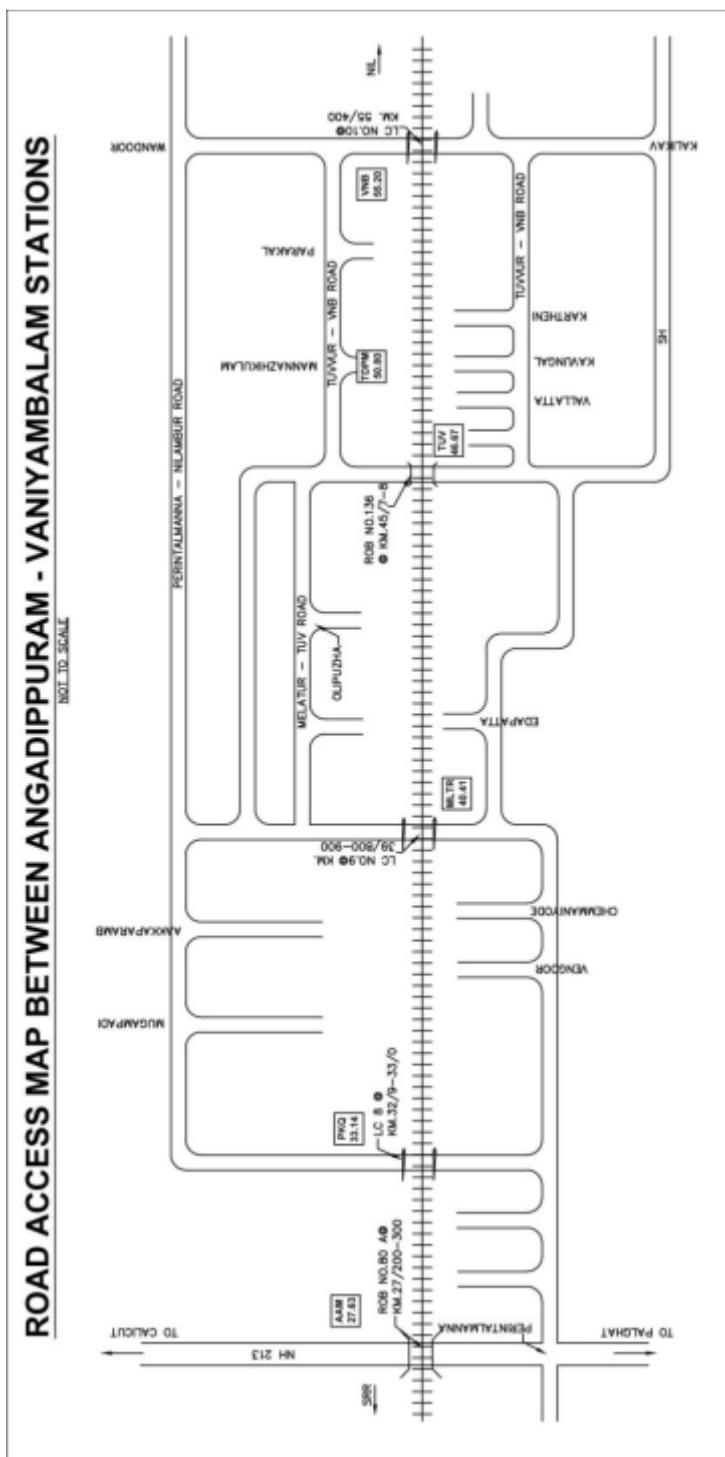 ROAD ACCESS MAP BETWEEN ANGADIPPURAM - VANIYAMBALAM STATIONS
NOT TO SCALE
TO CALICUT
NH 213
SRR
AAM
27.63
ROB NO.80 A@
KM.27/200-300
PERINTALMANNA
TO PALGHAT
PKQ
33.14
LC 8 @
KM.32/9-33/0
MUGAMPADI
AAKKAPARAMB
VENGOOR
CHEMMANIYODE
LC NO.9@ KM.
39/800-900
MLTR
40.41
PERINTALMANNA - NILAMBUR ROAD
MELATUR - TUV ROAD
OLIPUZHA
EDAPATTA
ROB NO.136
@ KM.45/7-8
TUV
46.67
MANNAZHIKULAM
TUVVUR - VNB ROAD
TDPM
50.80
PARAKAL
VALLATTA
KAVUNGAL
KARTHENI
TUVVUR - VNB ROAD
SH
WANDOOR
VNB
55.20
LC NO.10@
KM. 55/400
NIL
KALIKAV